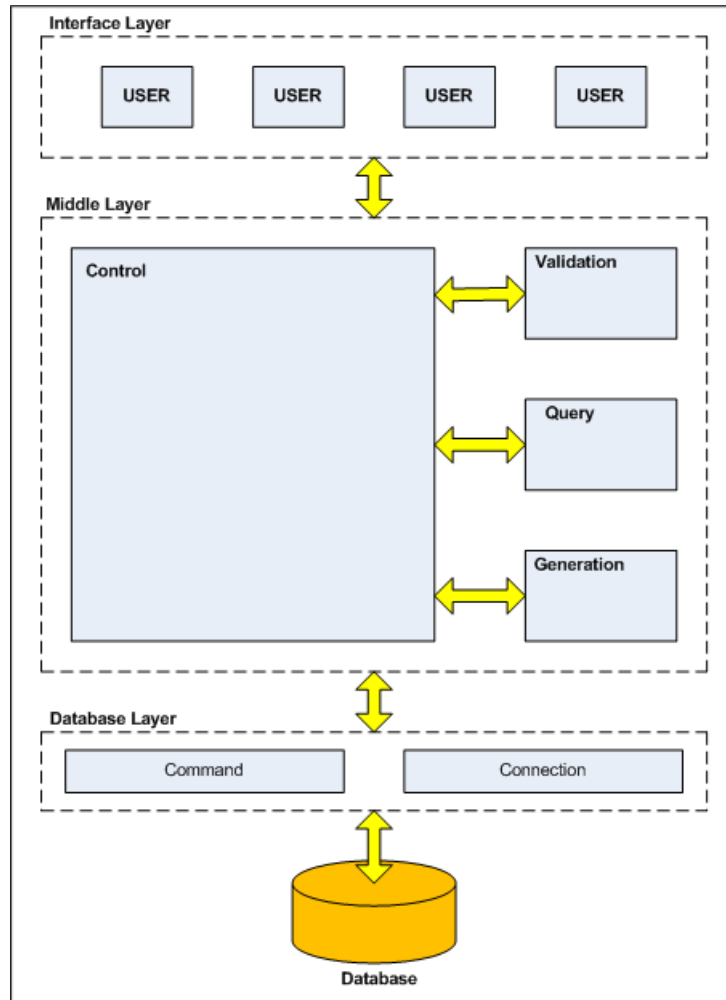 Interface Layer
USER
USER
USER
USER
Middle Layer
Control
Validation
Query
Generation
Database Layer
Command
Connection
Database